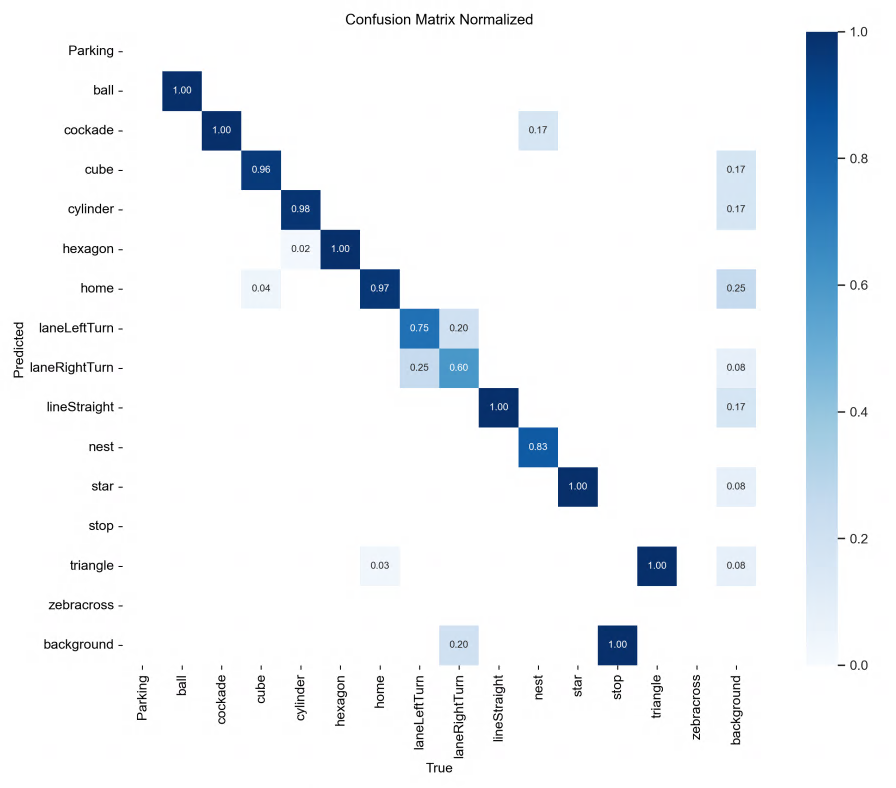 Confusion Matrix Normalized
Parking
ball 1.00
cockade 1.00 0.17
cube 0.96 0.17
cylinder 0.98 0.17
hexagon 0.02 1.00
home 0.04 0.97 0.25
laneLeftTurn 0.75 0.20
laneRightTurn 0.25 0.60 0.08
lineStraight 1.00 0.17
nest 0.83
star 1.00 0.08
stop
triangle 0.03 1.00 0.08
zebracross
background 0.20 1.00
Predicted
Parking
ball
cockade
cube
cylinder
hexagon
home
laneLeftTurn
laneRightTurn
lineStraight
nest
star
stop
triangle
zebracross
background
True
1.0
0.8
0.6
0.4
0.2
0.0